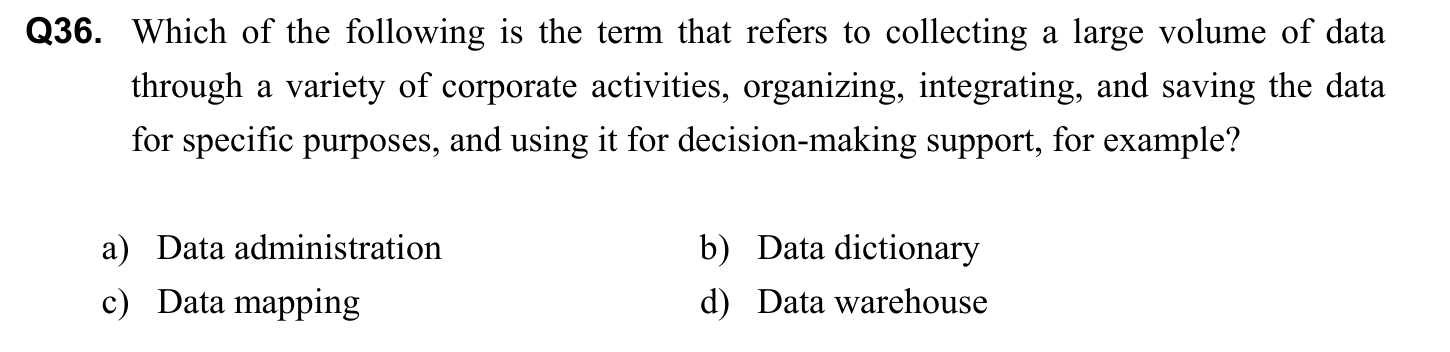 Q36. Which of the following is the term that refers to collecting a large volume of data
through a variety of corporate activities, organizing, integrating, and saving the data
for specific purposes, and using it for decision-making support, for example?
a) Data administration b) Data dictionary
c) Data mapping d) Data warehouse